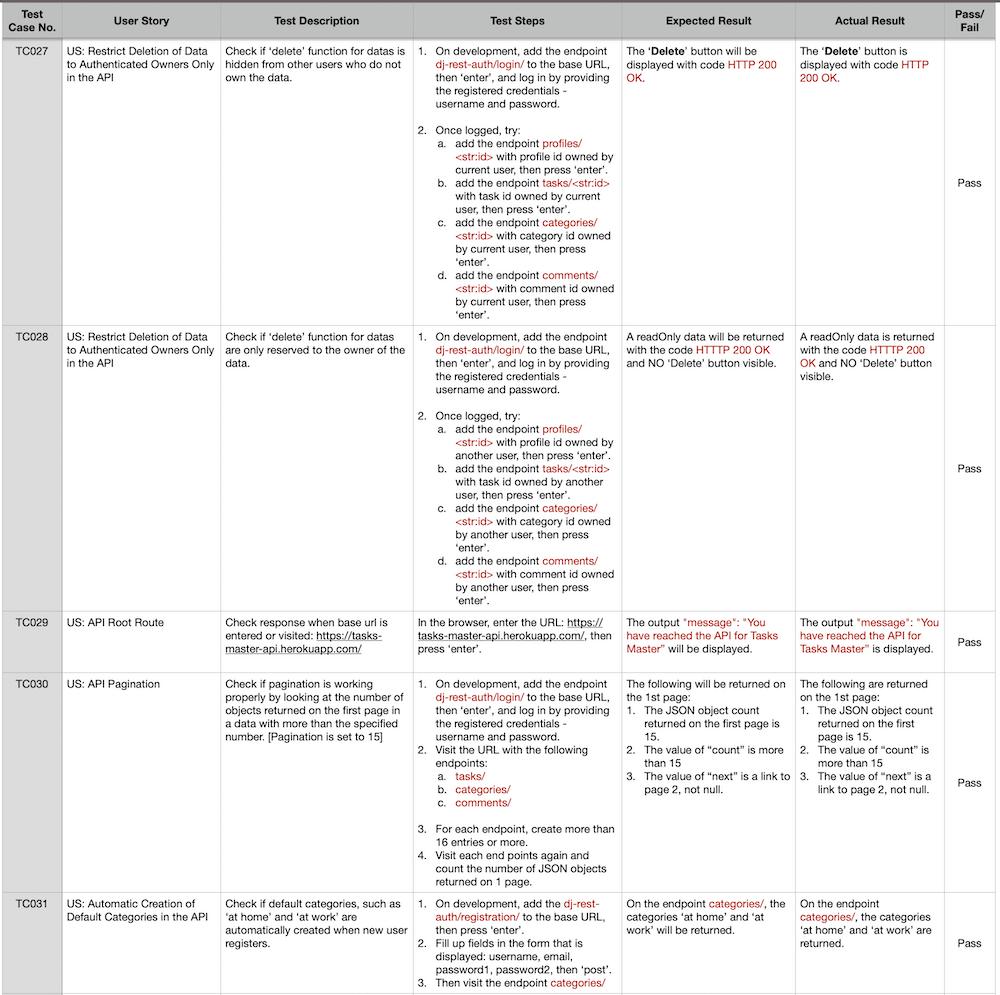 Test Case No.
User Story
Test Description
Test Steps
Expected Result
Actual Result
Pass/
Fail
TC027
US: Restrict Deletion of Data
to Authenticated Owners Only
in the API
Check if ‘delete’ function for datas is
hidden from other users who do not
own the data.
1. On development, add the endpoint
dj-rest-auth/login/ to the base URL,
then ‘enter’, and log in by providing
the registered credentials -
username and password.
2. Once logged, try:
a. add the endpoint profiles/
<str:id> with profile id owned by
current user, then press ‘enter’.
b. add the endpoint tasks/<str:id>
with task id owned by current
user, then press ‘enter’.
c. add the endpoint categories/
<str:id> with category id owned
by current user, then press
‘enter’.
d. add the endpoint comments/
<str:id> with comment id owned
by current user, then press
‘enter’.
The ‘Delete’ button will be
displayed with code HTTP 200
OK.
The ‘Delete’ button is
displayed with code HTTP
200 OK.
Pass
TC028
US: Restrict Deletion of Data
to Authenticated Owners Only
in the API
Check if ‘delete’ function for datas
are only reserved to the owner of the
data.
1. On development, add the endpoint
dj-rest-auth/login/ to the base URL,
then ‘enter’, and log in by providing
the registered credentials -
username and password.
2. Once logged, try:
a. add the endpoint profiles/
<str:id> with profile id owned by
another user, then press ‘enter’.
b. add the endpoint tasks/<str:id>
with task id owned by another
user, then press ‘enter’.
c. add the endpoint categories/
<str:id> with category id owned
by another user, then press
‘enter’.
d. add the endpoint comments/
<str:id> with comment id owned
by another user, then press
‘enter’.
A readOnly data will be returned
with the code HTTTP 200 OK
and NO ‘Delete’ button visible.
A readOnly data is returned
with the code HTTTP 200
OK and NO ‘Delete’ button
visible.
Pass
TC029
US: API Root Route
Check response when base url is
entered or visited: https://tasks-
master-api.herokuapp.com/
In the browser, enter the URL: https://
tasks-master-api.herokuapp.com/, then
press ‘enter’.
The output "message": "You
have reached the API for Tasks
Master” will be displayed.
The output "message": "You
have reached the API for
Tasks Master” is displayed.
Pass
TC030
US: API Pagination
Check if pagination is working
properly by looking at the number of
objects returned on the first page in
a data with more than the specified
number. [Pagination is set to 15]
1. On development, add the endpoint
dj-rest-auth/login/ to the base URL,
then ‘enter’, and log in by providing
the registered credentials -
username and password.
2. Visit the URL with the following
endpoints:
a. tasks/
b. categories/
c. comments/
3. For each endpoint, create more than
16 entries or more.
4. Visit each end points again and
count the number of JSON objects
returned on 1 page.
The following will be returned on
the 1st page:
1. The JSON object count
returned on the first page is
15.
2. The value of “count” is more
than 15
3. The value of “next” is a link to
page 2, not null.
The following are returned
on the 1st page:
1. The JSON object count
returned on the first
page is 15.
2. The value of “count” is
more than 15
3. The value of “next” is a
link to page 2, not null.
Pass
TC031
US: Automatic Creation of
Default Categories in the API
Check if default categories, such as
‘at home’ and ‘at work’ are
automatically created when new user
registers.
1. On development, add the dj-rest-
auth/registration/ to the base URL,
then press ‘enter’.
2. Fill up fields in the form that is
displayed: username, email,
password1, password2, then ‘post’.
3. Then visit the endpoint categories/
On the endpoint categories/, the
categories ‘at home’ and ‘at
work’ will be returned.
On the endpoint
categories/, the categories
‘at home’ and ‘at work’ are
returned.
Pass